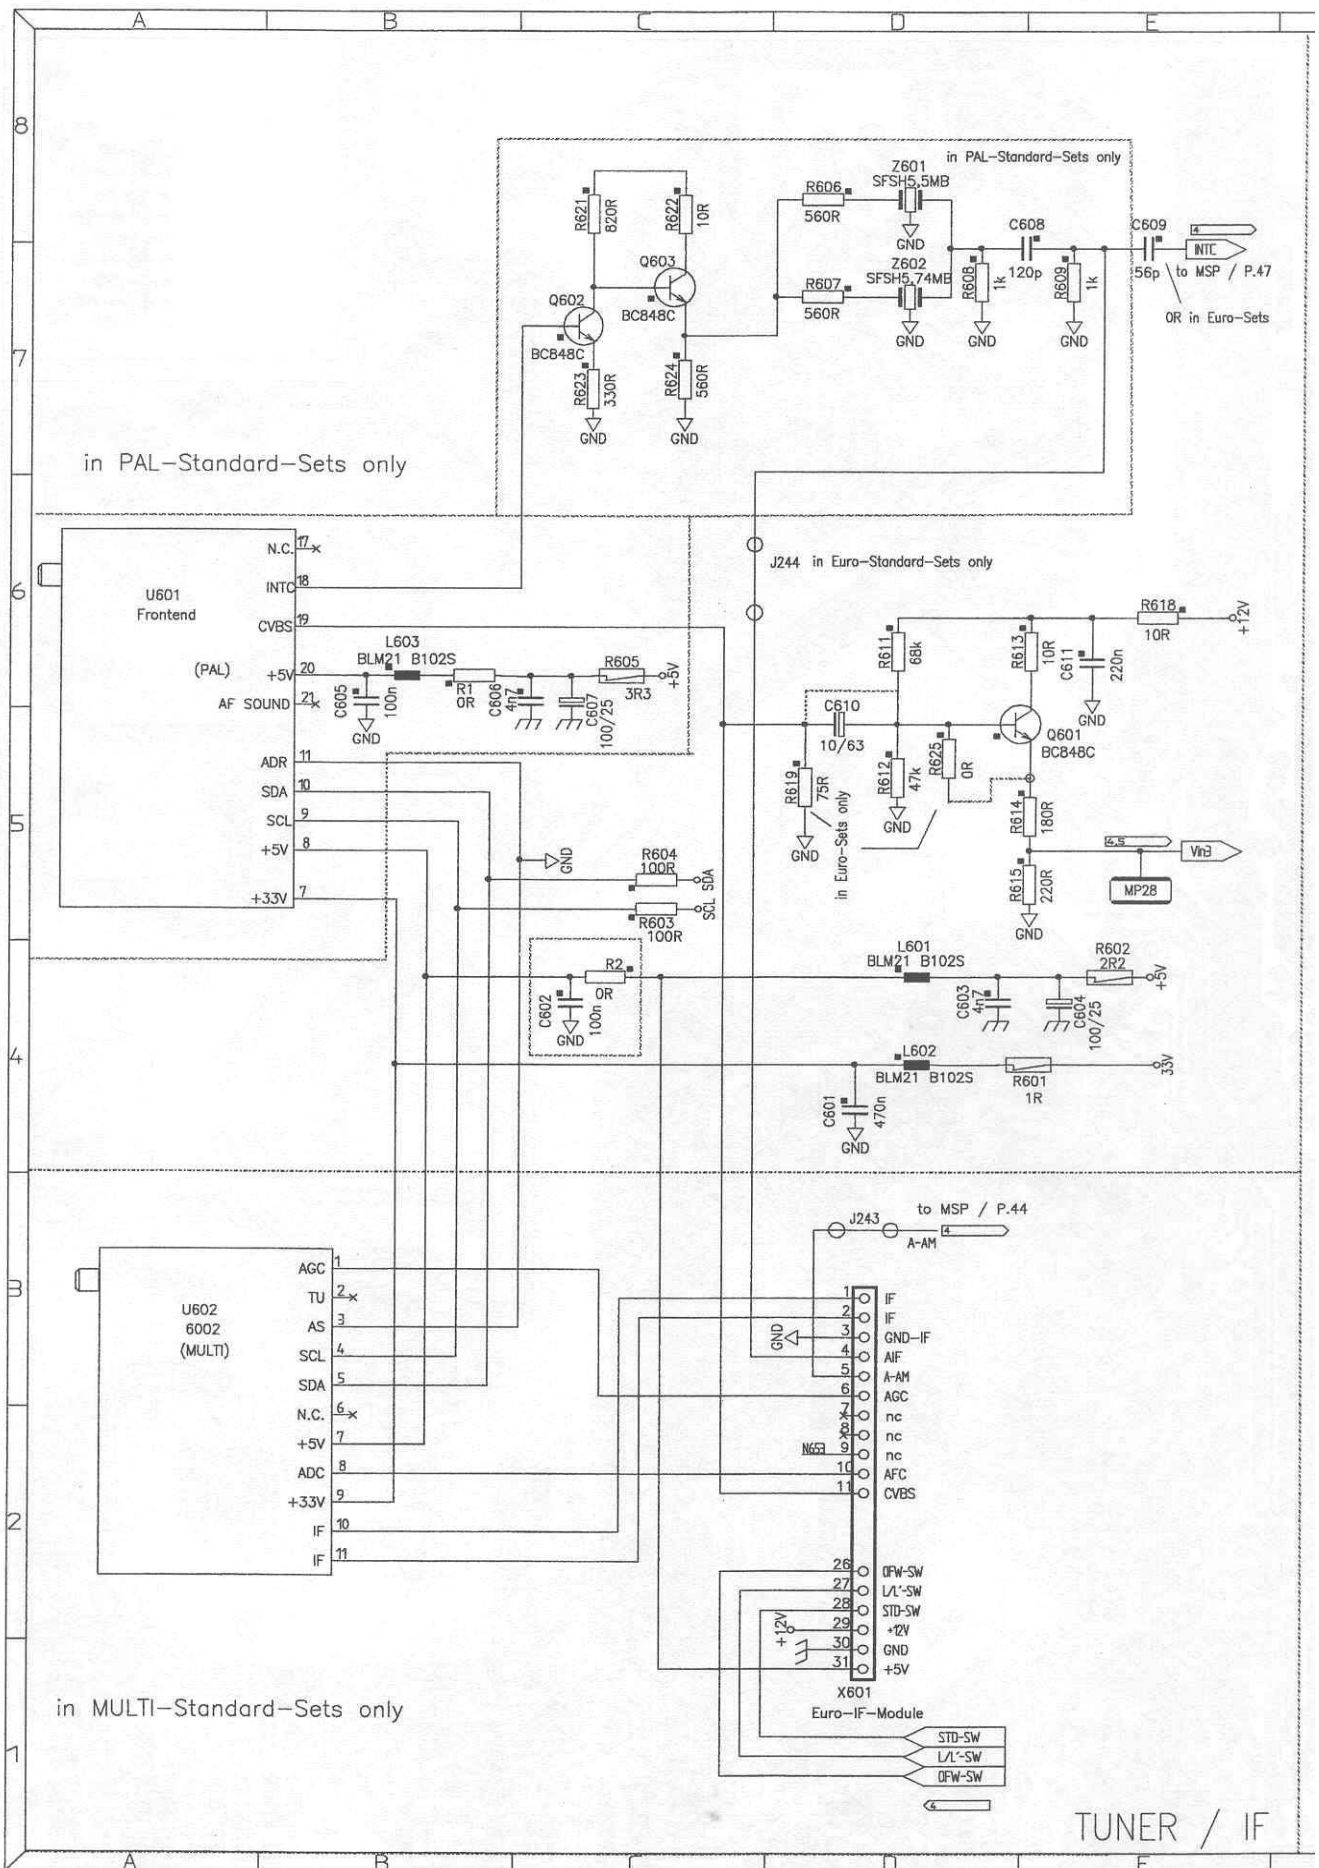 A B C D E
8
in PAL-Standard-Sets only
Z601
SFSH5,5MB
R606
560R
GND
R621
820R
R622
10R
C608
120p
C609
56p
4
INTC
to MSP / P.47
0R in Euro-Sets
Q603
BC848C
Z602
SFSH5,74MB
R607
560R
GND
R608
1k
GND
R609
1k
GND
Q602
BC848C
7
R623
330R
GND
R624
560R
GND
in PAL-Standard-Sets only
6
U601
Frontend
(PAL)
N.C. 17
INTC 18
CVBS 19
+5V 20
AF SOUND 21
ADR 11
SDA 10
SCL 9
+5V 8
+33V 7
J244 in Euro-Standard-Sets only
L603
BLM21 B102S
C605
100n
GND
R1
0R
C606
4n7
C607
100/25
R605
3R3
+5V
R611
68k
R613
10R
C611
220n
GND
R618
10R
+12V
C610
10/63
R619
75R
GND
in Euro-Sets only
R612
47k
GND
R625
0R
Q601
BC848C
R614
180R
R615
220R
GND
4,5
Vin3
MP28
5
GND
R604
100R
SDA
R603
100R
SCL
R2
0R
C602
100n
GND
L601
BLM21 B102S
C603
4n7
C604
100/25
R602
2R2
+5V
4
L602
BLM21 B102S
C601
470n
GND
R601
1R
33V
to MSP / P.44
J243
A-AM
4
3
U602
6002
(MULTI)
AGC 1
TU 2
AS 3
SCL 4
SDA 5
N.C. 6
+5V 7
ADC 8
+33V 9
IF 10
IF 11
GND
1 IF
2 IF
3 GND-IF
4 AIF
5 A-AM
6 AGC
7 nc
8 nc
N653 9 nc
10 AFC
11 CVBS
2
26 OFW-SW
27 L/L'-SW
28 STD-SW
+12V 29 +12V
30 GND
31 +5V
X601
Euro-IF-Module
in MULTI-Standard-Sets only
1
STD-SW
L/L'-SW
OFW-SW
4
TUNER / IF
A B C D E